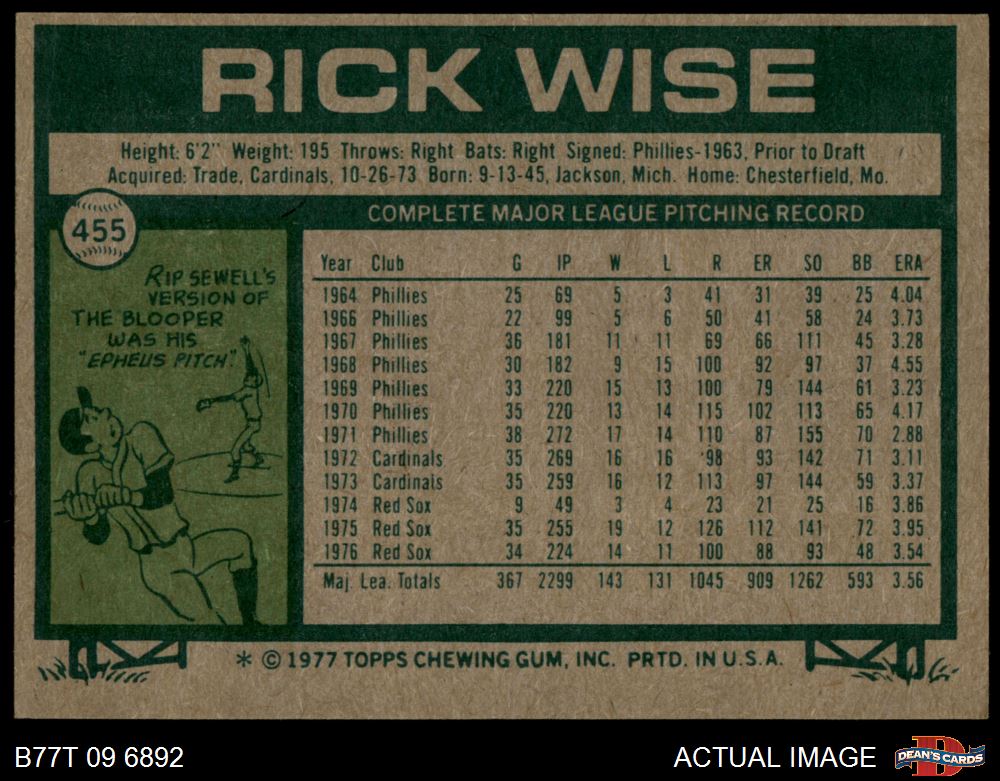 RICK WISE
Height: 6'2" Weight: 195 Throws: Right Bats: Right Signed: Phillies-1963, Prior to Draft
Acquired: Trade, Cardinals, 10-26-73 Born: 9-13-45, Jackson, Mich. Home: Chesterfield, Mo.
455
RIP SEWELL'S
VERSION OF
THE BLOOPER
WAS HIS
"EPHEUS PITCH".
COMPLETE MAJOR LEAGUE PITCHING RECORD
Year Club G IP W L R ER SO BB ERA
1964 Phillies 25 69 5 3 41 31 39 25 4.04
1966 Phillies 22 99 5 6 50 41 58 24 3.73
1967 Phillies 36 181 11 11 69 66 111 45 3.28
1968 Phillies 30 182 9 15 100 92 97 37 4.55
1969 Phillies 33 220 15 13 100 79 144 61 3.23
1970 Phillies 35 220 13 14 115 102 113 65 4.17
1971 Phillies 38 272 17 14 110 87 155 70 2.88
1972 Cardinals 35 269 16 16 98 93 142 71 3.11
1973 Cardinals 35 259 16 12 113 97 144 59 3.37
1974 Red Sox 9 49 3 4 23 21 25 16 3.86
1975 Red Sox 35 255 19 12 126 112 141 72 3.95
1976 Red Sox 34 224 14 11 100 88 93 48 3.54
Maj. Lea. Totals 367 2299 143 131 1045 909 1262 593 3.56
* © 1977 TOPPS CHEWING GUM, INC. PRTD. IN U.S.A.
B77T 09 6892
ACTUAL IMAGE
D
DEAN'S CARDS